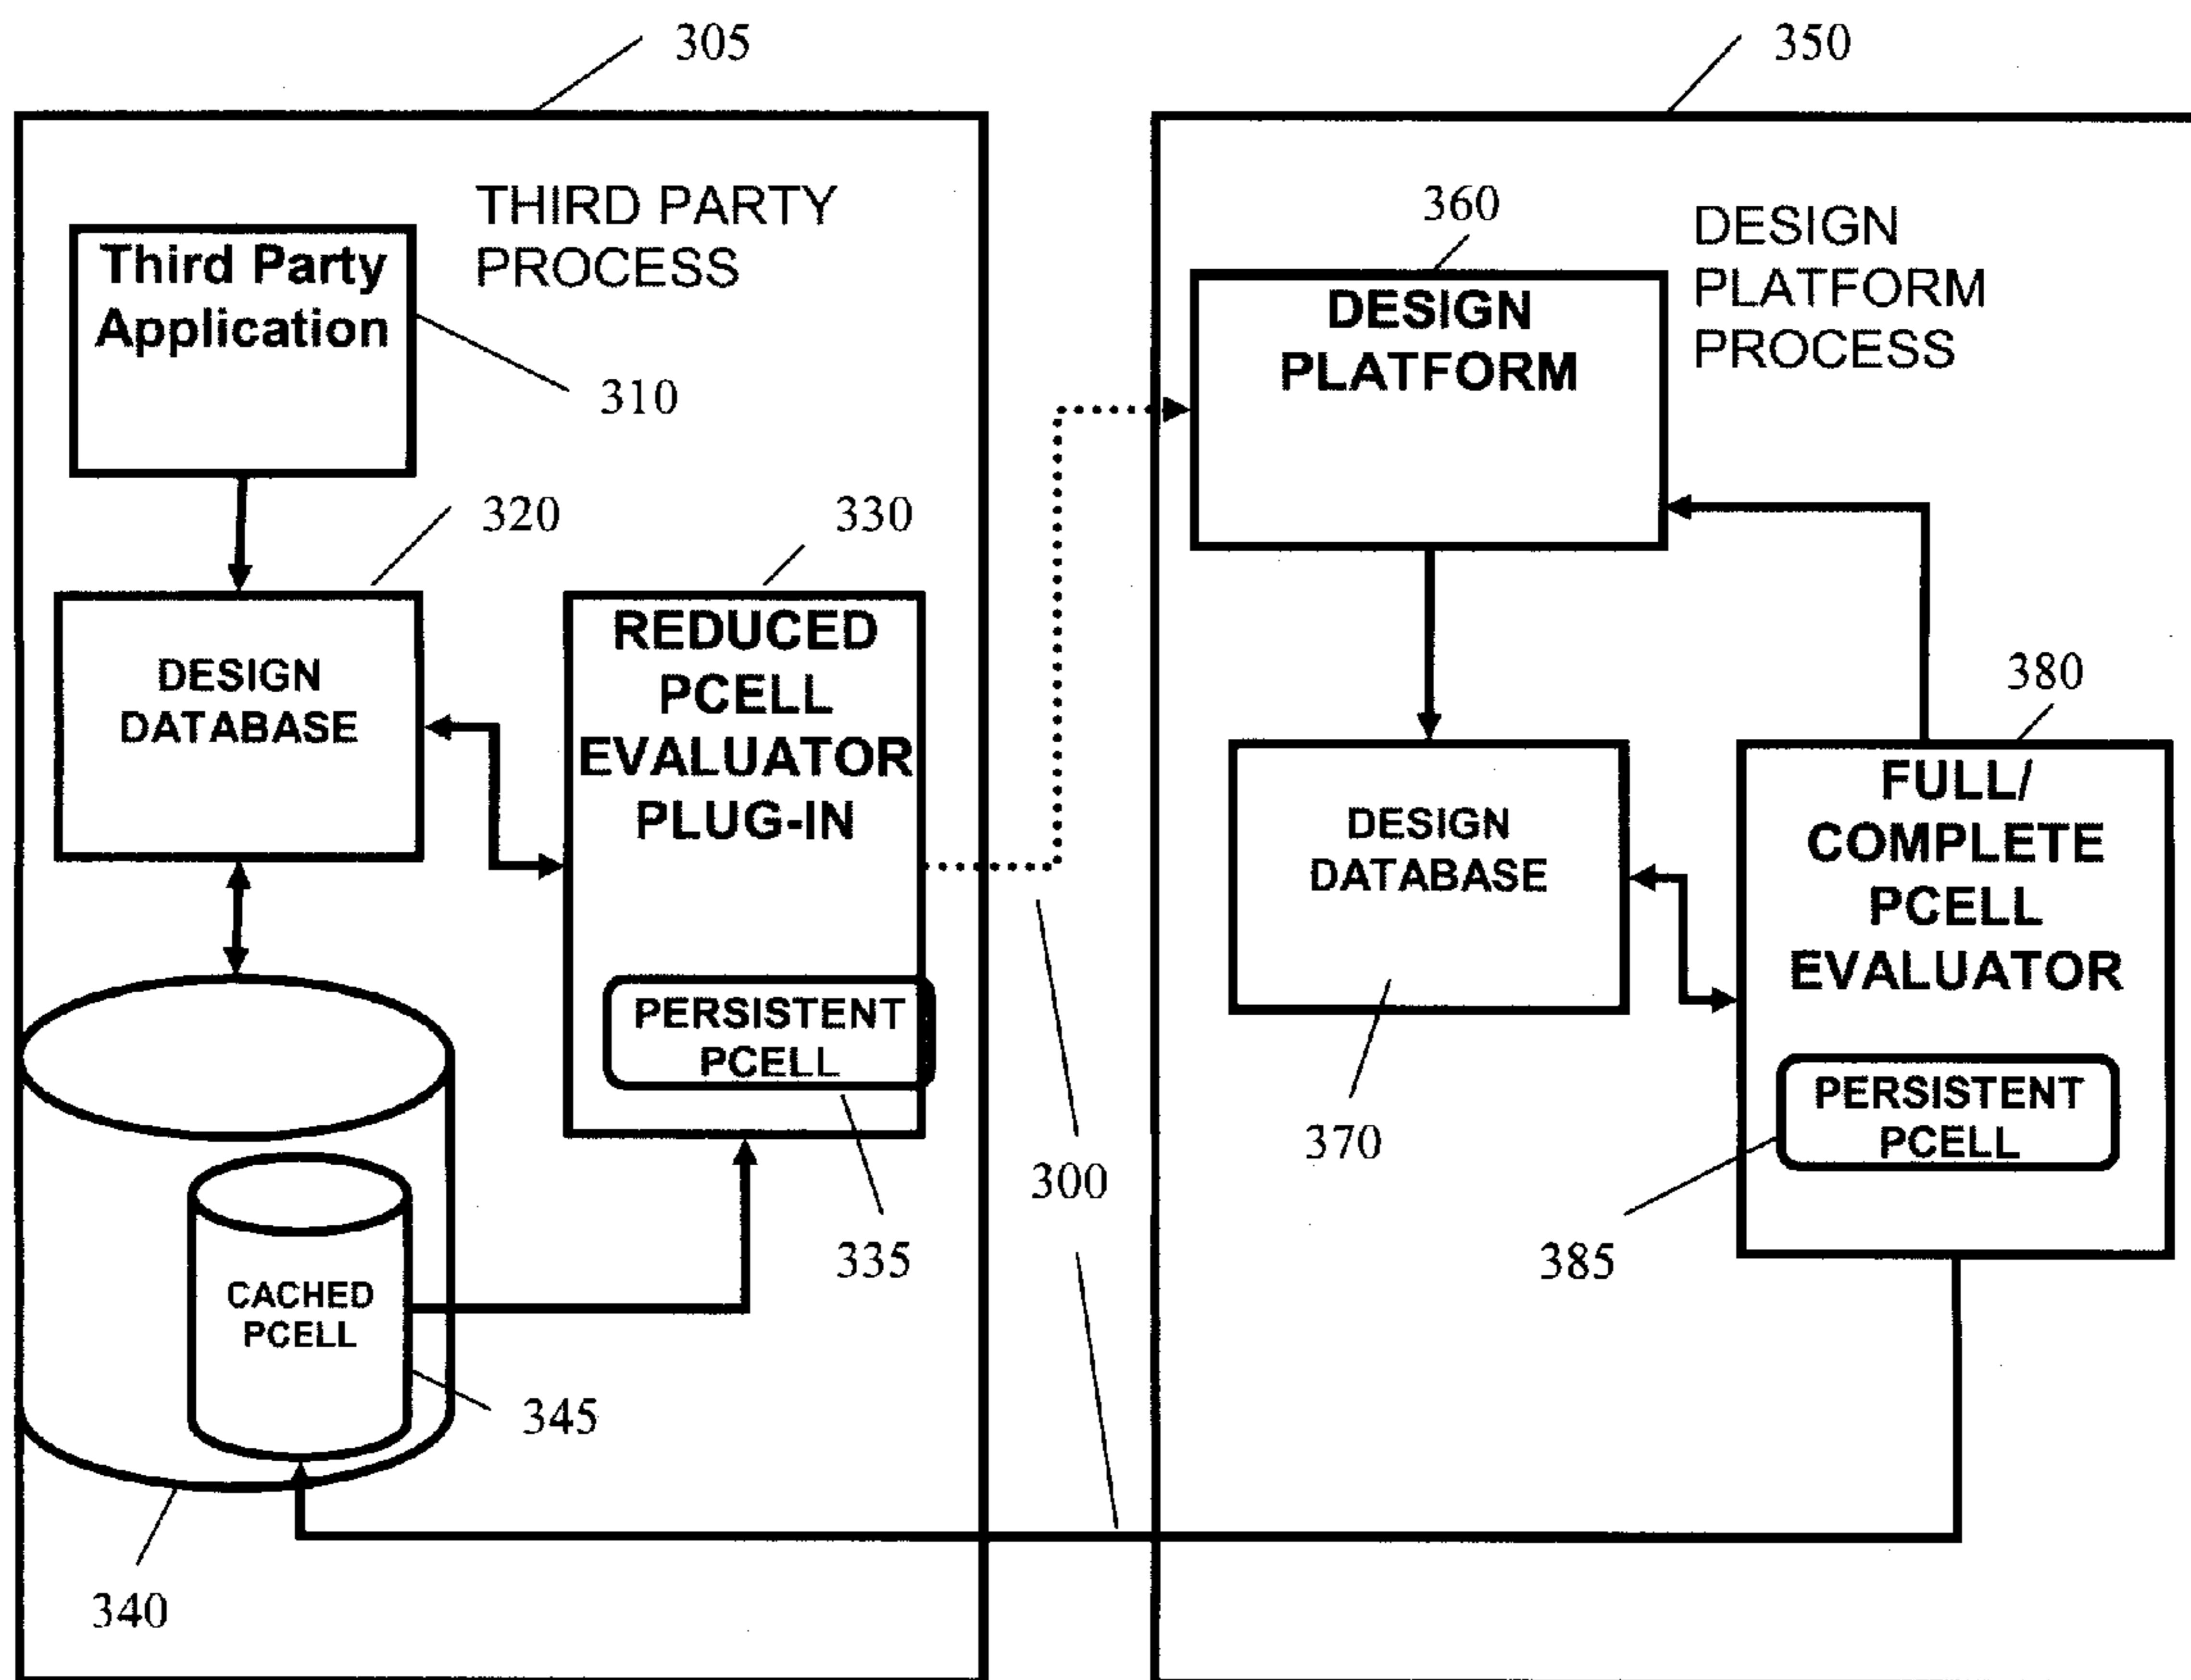 305
350
THIRD PARTY
PROCESS
Third Party
Application
310
360
DESIGN
PLATFORM
PROCESS
DESIGN
PLATFORM
320
330
DESIGN
DATABASE
REDUCED
PCELL
EVALUATOR
PLUG-IN
PERSISTENT
PCELL
335
300
380
DESIGN
DATABASE
370
FULL/
COMPLETE
PCELL
EVALUATOR
PERSISTENT
PCELL
385
CACHED
PCELL
345
340